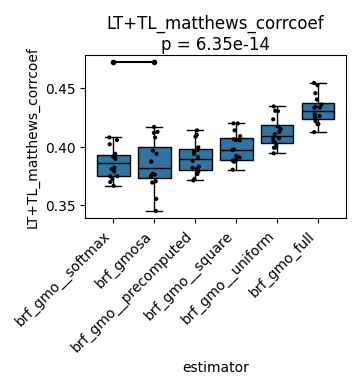 LT+TL_matthews_corrcoef
p = 6.35e-14
LT+TL_matthews_corrcoef
0.45
0.40
0.35
brf_gmo__softmax
brf_gmosa
brf_gmo__precomputed
brf_gmo__square
brf_gmo__uniform
brf_gmo_full
estimator